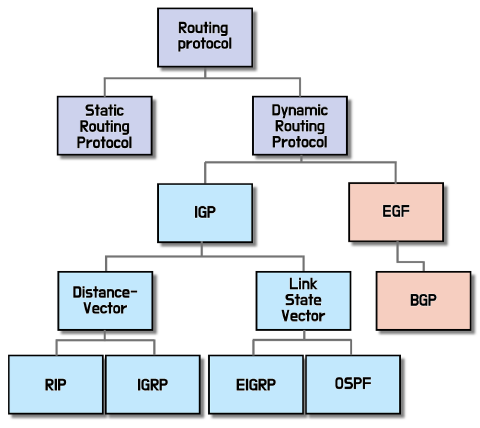 Routing
protocol
Static
Routing
Protocol
Dynamic
Routing
Protocol
IGP
EGF
Distance-
Vector
Link
State
Vector
BGP
RIP
IGRP
EIGRP
OSPF